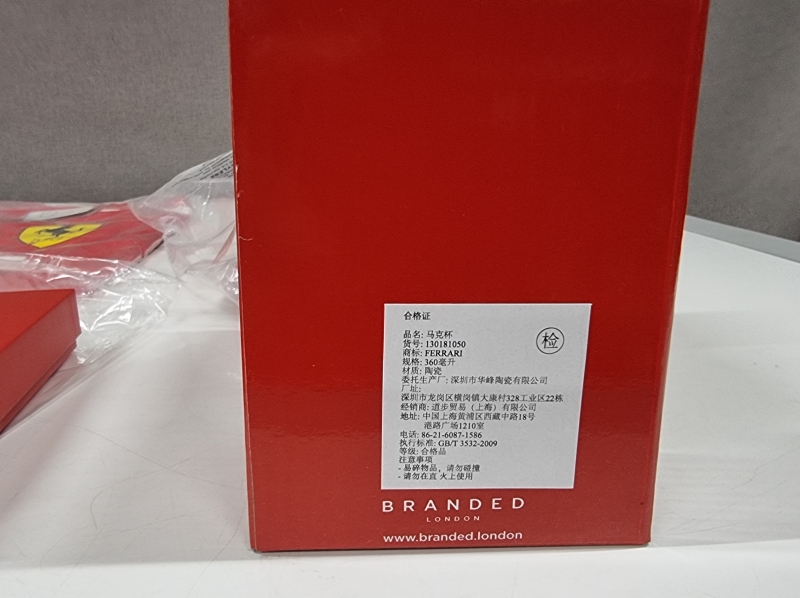 合格证
检
品名: 马克杯
货号: 130181050
商标: FERRARI
规格: 360毫升
材质: 陶瓷
委托生产厂: 深圳市华峰陶瓷有限公司
厂址:
深圳市龙岗区横岗镇大康村328工业区22栋
经销商: 道步贸易（上海）有限公司
地址: 中国上海黄浦区西藏中路18号
港路广场1210室
电话: 86-21-6087-1586
执行标准: GB/T 3532-2009
等级: 合格品
注意事项
- 易碎物品，请勿碰撞
- 请勿在直 火上使用
BRANDED
LONDON
www.branded.london